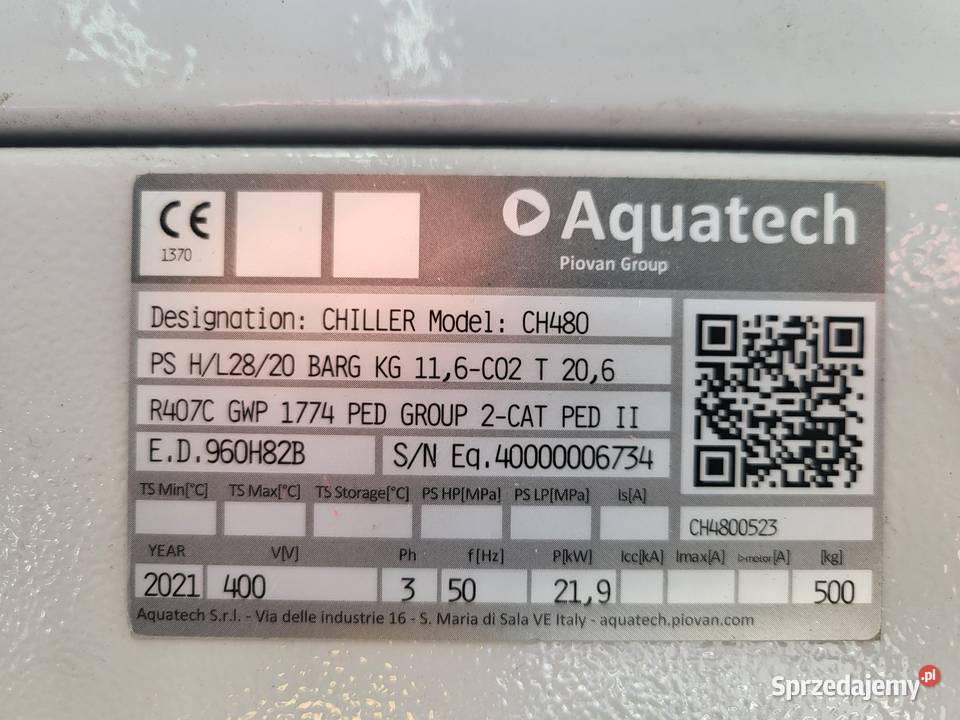 CE
1370
Aquatech
Piovan Group
Designation: CHILLER Model: CH480
PS H/L28/20 BARG KG 11,6-CO2 T 20,6
R407C GWP 1774 PED GROUP 2-CAT PED II
E.D.960H82B S/N Eq.40000006734
TS Min[°C] TS Max[°C] TS Storage[°C] PS HP[MPa] PS LP[MPa] Is[A]
CH4800523
YEAR V[V] Ph f[Hz] P[kW] Icc[kA] Imax[A] I>motor[A] [kg]
2021 400 3 50 21,9 500
Aquatech S.r.l. - Via delle industrie 16 - S. Maria di Sala VE Italy - aquatech.piovan.com
Sprzedajemy.pl